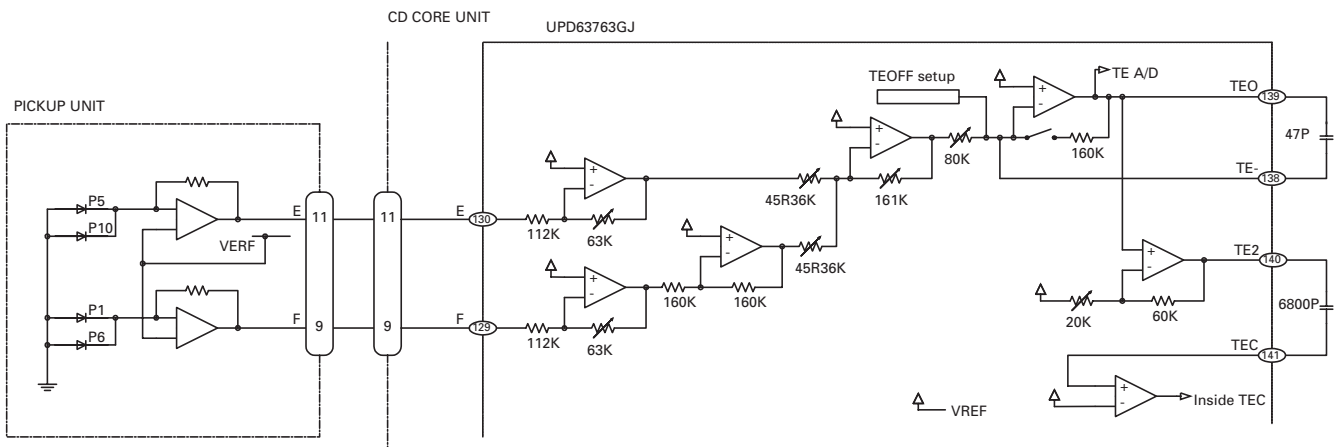 CD CORE UNIT
UPD63763GJ
TEOFF setup
TE A/D
TEO
139
PICKUP UNIT
47P
80K
160K
TE-
138
P5
E
11
11
E
130
45R36K
161K
P10
VERF
112K
63K
TE2
140
45R36K
P1
F
9
9
F
129
160K
160K
6800P
P6
20K
60K
112K
63K
TEC
141
VREF
Inside TEC
+
-
+
-
+
-
+
-
+
-
+
-
+
-